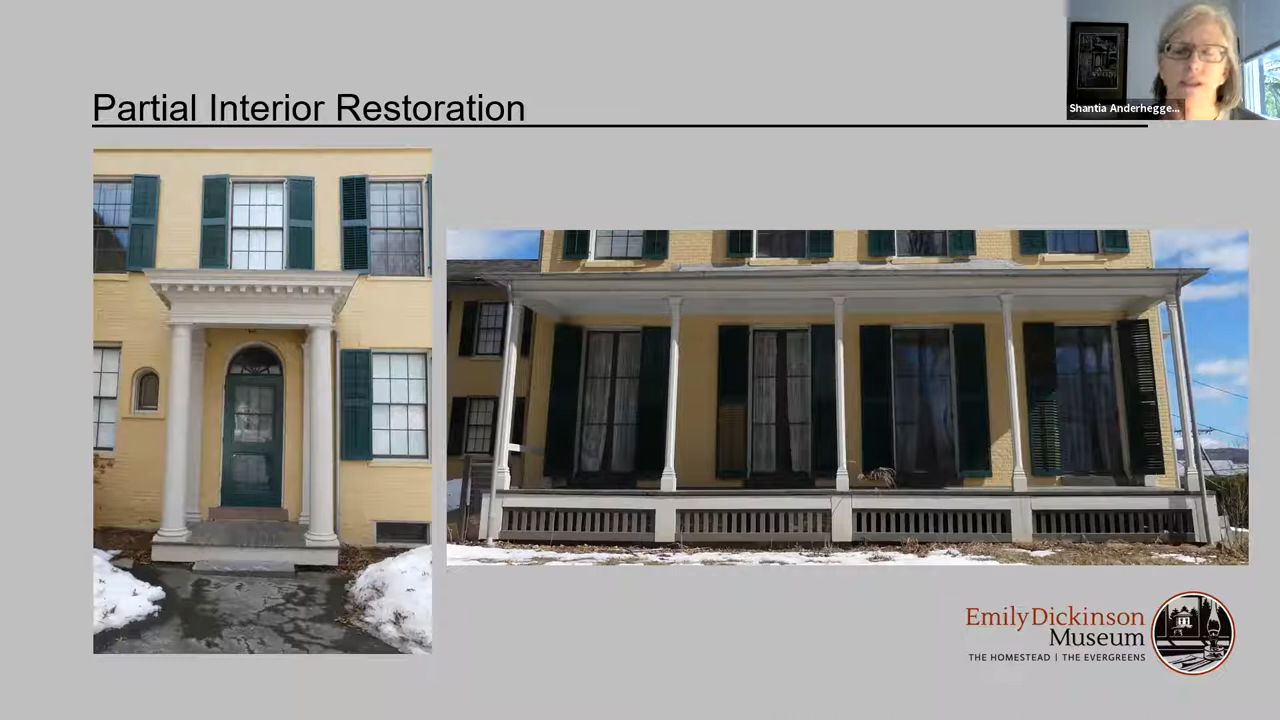 Partial Interior Restoration
Shantia Anderhegge...
Emily Dickinson
Museum
THE HOMESTEAD | THE EVERGREENS